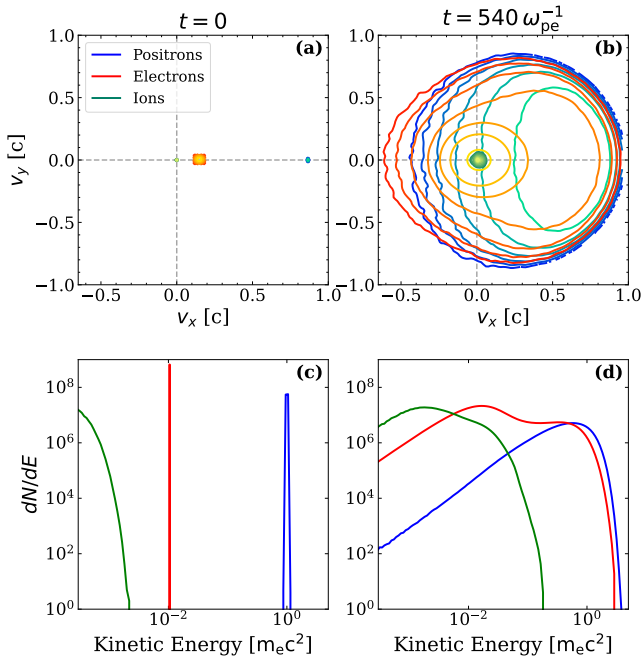 t = 0
t = 540 ω_pe^{-1}
(a)
(b)
Positrons
Electrons
Ions
v_y [c]
1.0
0.5
0.0
−0.5
−1.0
1.0
0.5
0.0
−0.5
−1.0
−0.5
0.0
0.5
1.0
−0.5
0.0
0.5
1.0
v_x [c]
v_x [c]
(c)
(d)
dN/dE
10^8
10^6
10^4
10^2
10^0
10^8
10^6
10^4
10^2
10^0
10^{−2}
10^0
10^{−2}
10^0
Kinetic Energy [m_ec^2]
Kinetic Energy [m_ec^2]